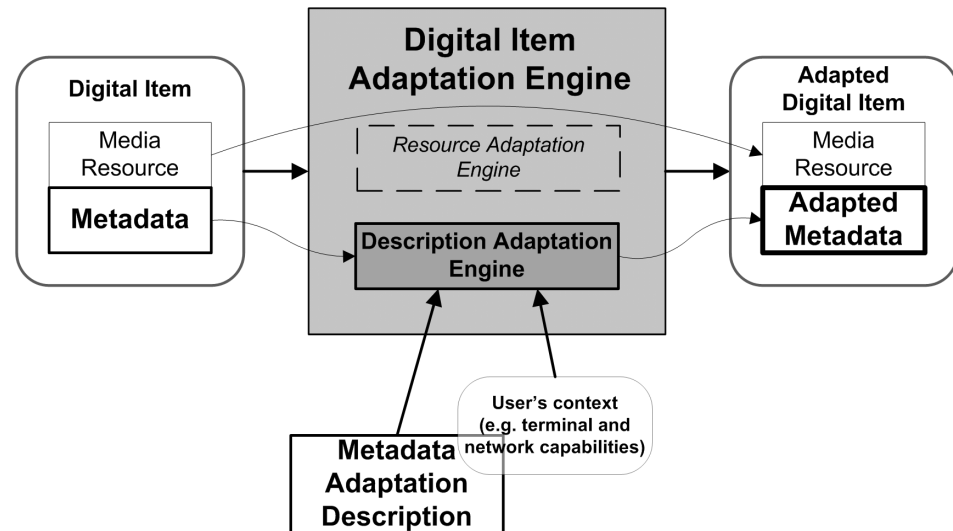 Digital Item
Media
Resource
Metadata
Digital Item
Adaptation Engine
Resource Adaptation
Engine
Description Adaptation
Engine
Adapted
Digital Item
Media
Resource
Adapted
Metadata
User's context
(e.g. terminal and
network capabilities)
Metadata
Adaptation
Description